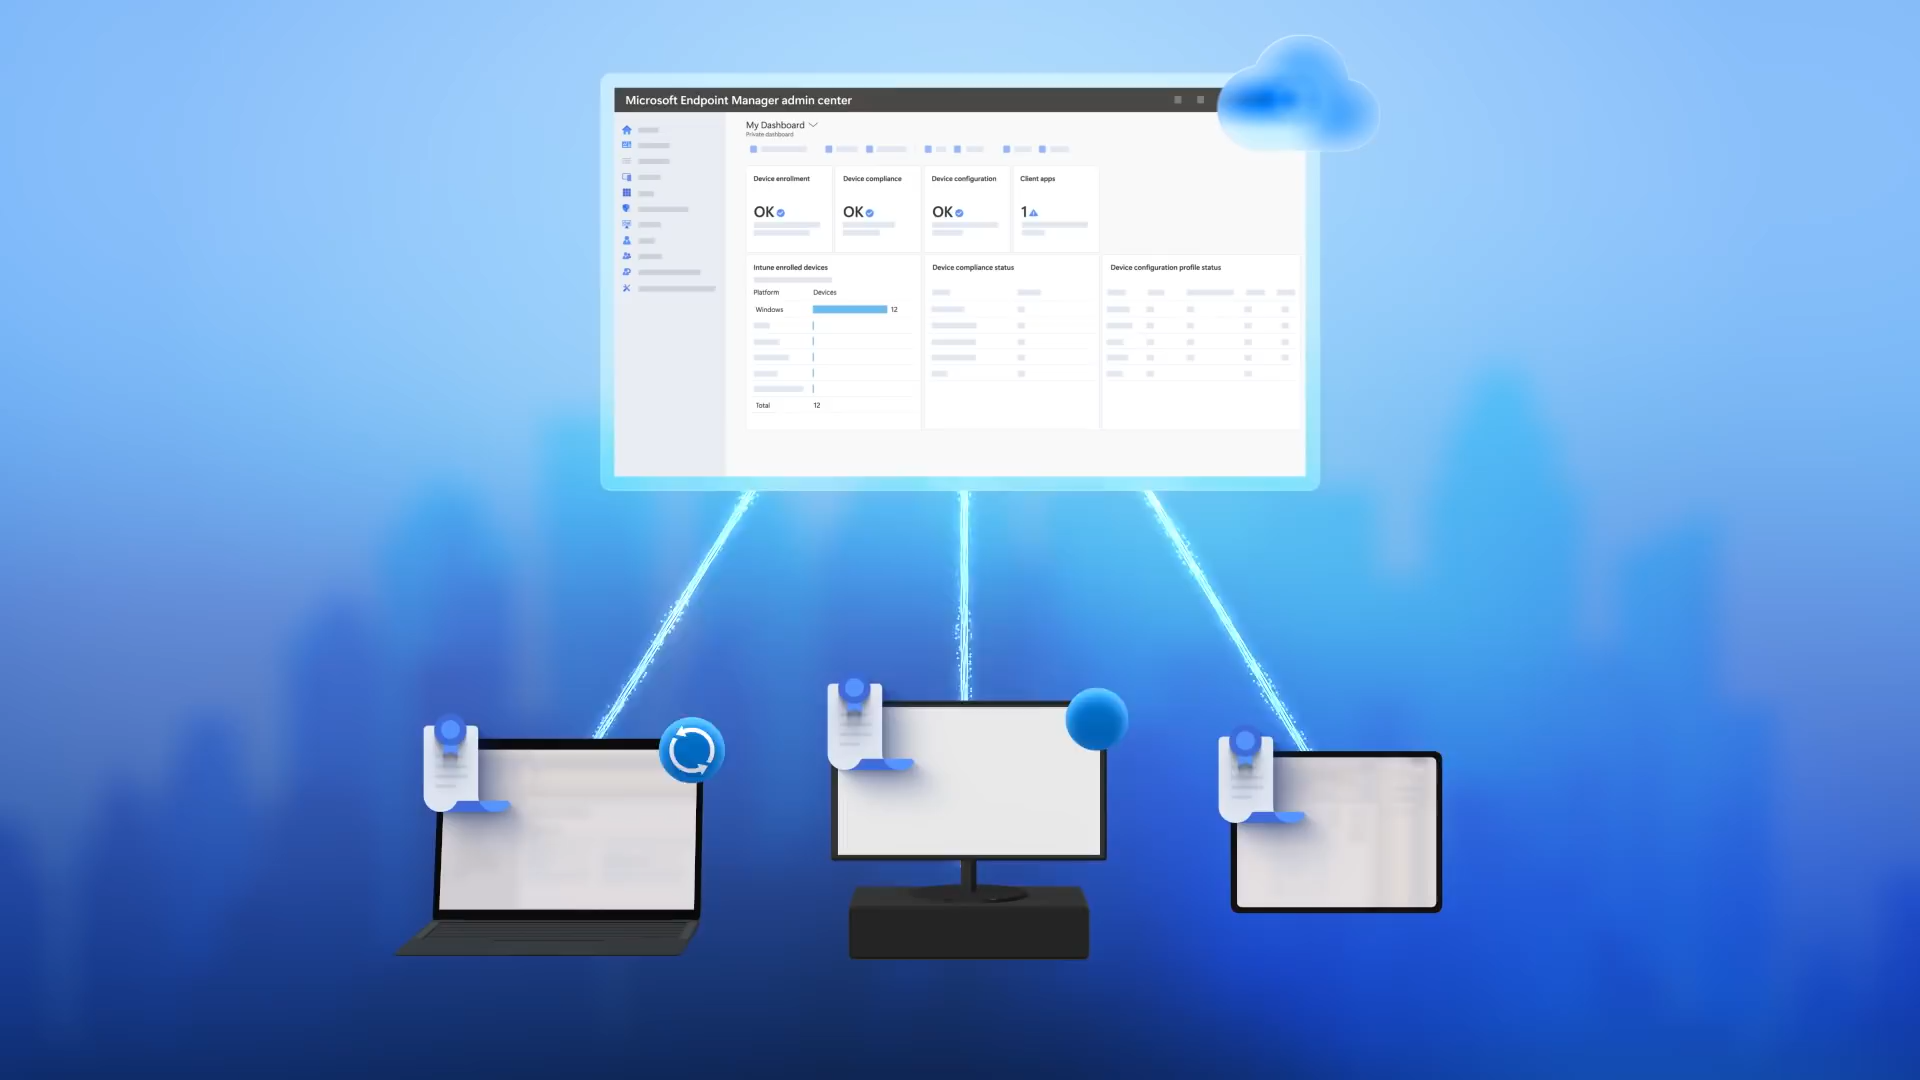 Microsoft Endpoint Manager admin center
My Dashboard
Private dashboard
Device enrollment
Device compliance
Device configuration
Client apps
OK
OK
OK
1
Intune enrolled devices
Device compliance status
Device configuration profile status
Platform Devices
Windows 12
Total 12